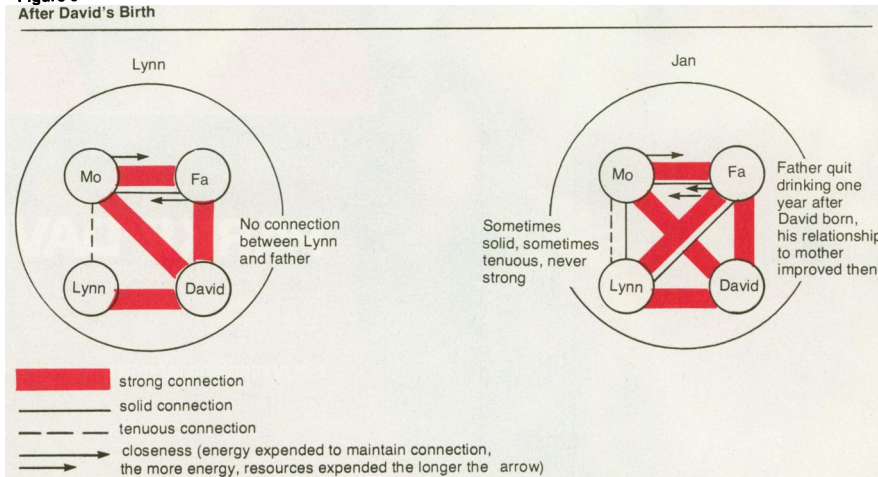 After David's Birth
Lynn
Mo
Fa
No connection
between Lynn
and father
Lynn
David
Jan
Mo
Fa
Father quit
drinking one
year after
David born,
his relationship
to mother
improved then
Sometimes
solid, sometimes
tenuous, never
strong
Lynn
David
strong connection
solid connection
tenuous connection
closeness (energy expended to maintain connection,
the more energy, resources expended the longer the arrow)